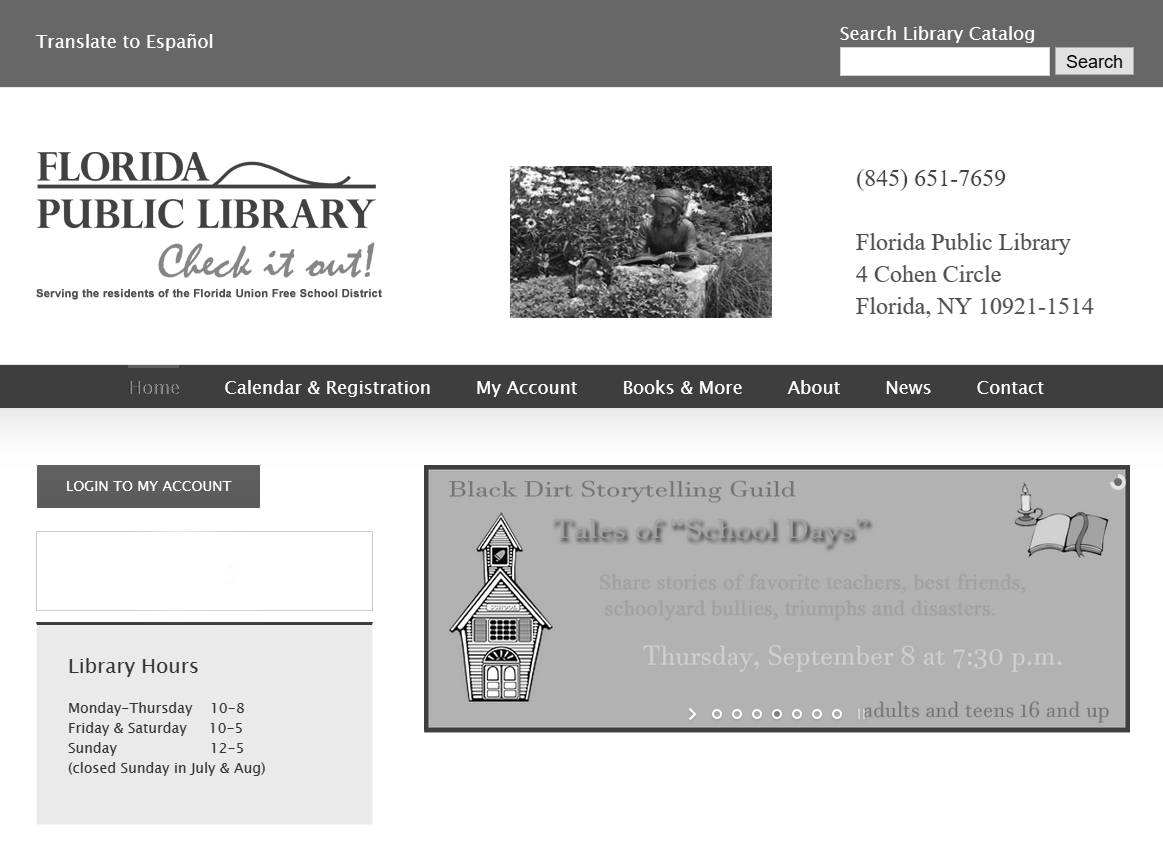 Translate to Español
Search Library Catalog
Search
FLORIDA
PUBLIC LIBRARY
Check it out!
Serving the residents of the Florida Union Free School District
(845) 651-7659
Florida Public Library
4 Cohen Circle
Florida, NY 10921-1514
Home Calendar & Registration My Account Books & More About News Contact
LOGIN TO MY ACCOUNT
Library Hours
Monday-Thursday 10-8
Friday & Saturday 10-5
Sunday 12-5
(closed Sunday in July & Aug)
Black Dirt Storytelling Guild
Tales of “School Days”
Share stories of favorite teachers, best friends,
schoolyard bullies, triumphs and disasters.
Thursday, September 8 at 7:30 p.m.
adults and teens 16 and up